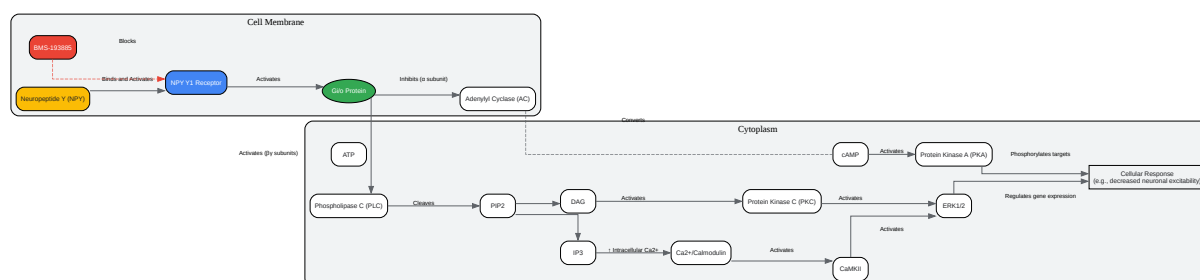 Cell Membrane
BMS-193885
Blocks
Binds and Activates
NPY Y1 Receptor
Activates
Gi/o Protein
Inhibits (α subunit)
Neuropeptide Y (NPY)
Adenylyl Cyclase (AC)
Converts
Cytoplasm
Activates (βγ subunits)
ATP
cAMP
Activates
Protein Kinase A (PKA)
Phosphorylates targets
Cellular Response
(e.g., decreased neuronal excitability)
Phospholipase C (PLC)
Cleaves
PIP2
DAG
Activates
Protein Kinase C (PKC)
Activates
ERK1/2
Regulates gene expression
Activates
IP3
↑ Intracellular Ca2+
Ca2+/Calmodulin
Activates
CaMKII